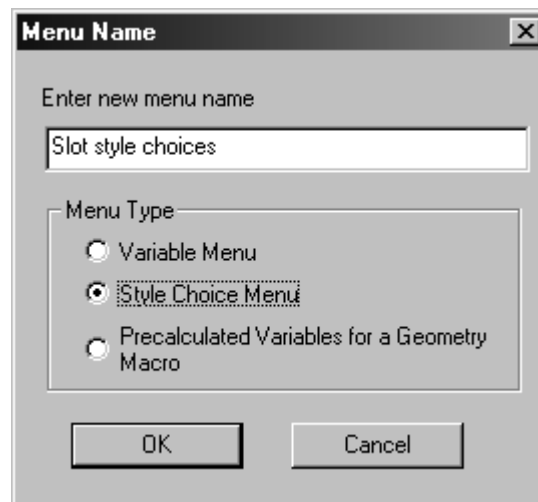 Menu Name
Enter new menu name
Slot style choices
Menu Type
Variable Menu
Style Choice Menu
Precalculated Variables for a Geometry
Macro
OK
Cancel